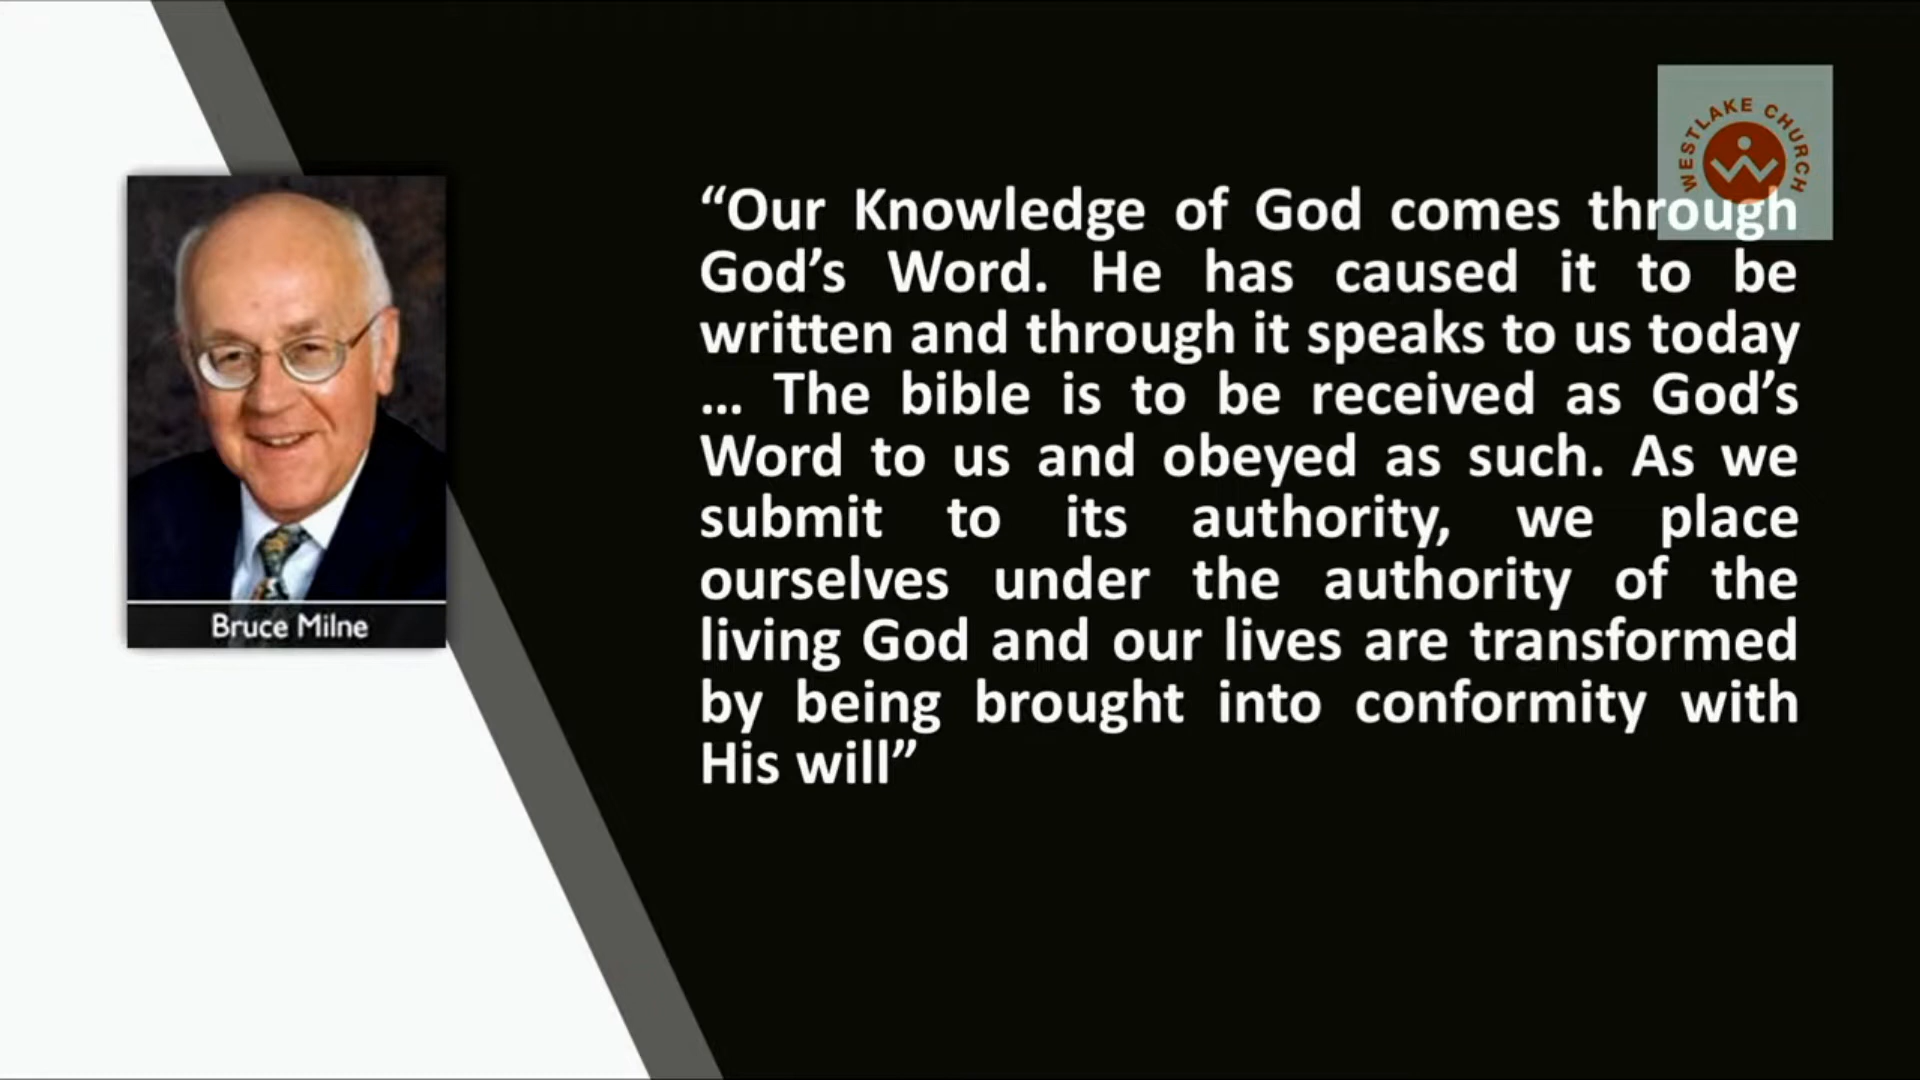 WESTLAKE CHURCH
“Our Knowledge of God comes through
God’s Word. He has caused it to be
written and through it speaks to us today
... The bible is to be received as God’s
Word to us and obeyed as such. As we
submit to its authority, we place
ourselves under the authority of the
living God and our lives are transformed
by being brought into conformity with
His will”
Bruce Milne